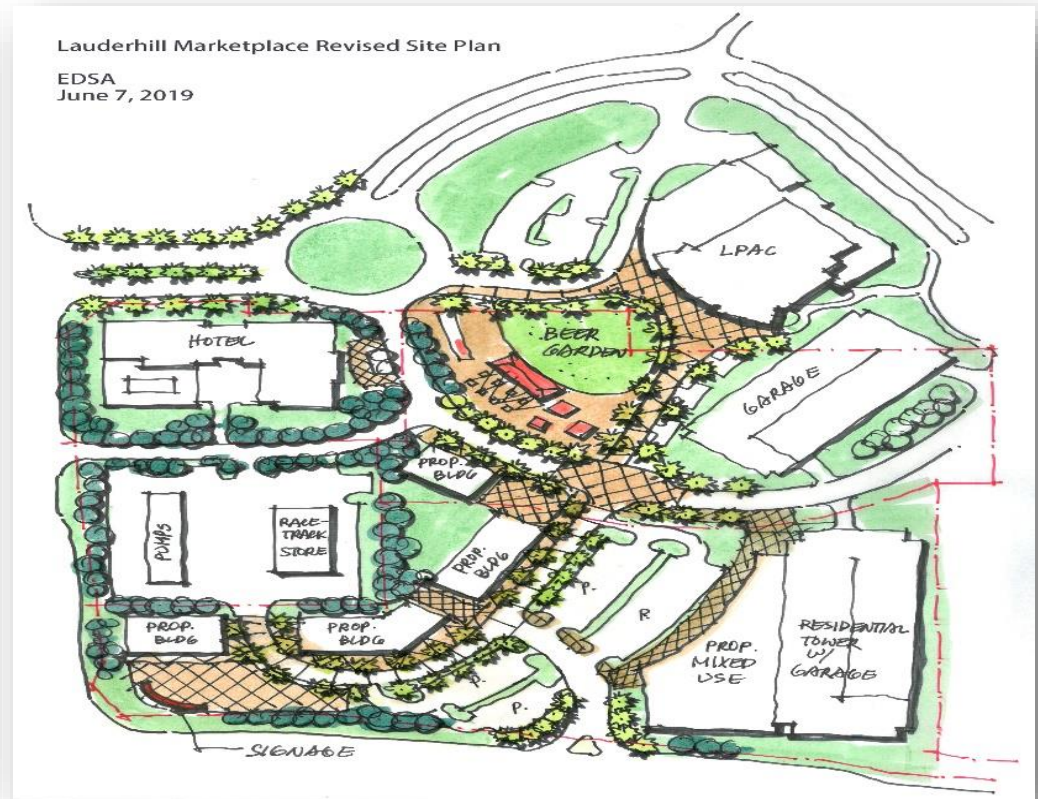 Lauderhill Marketplace Revised Site Plan
EDSA
June 7, 2019
LPAC
HOTEL
BEER
GARDEN
GARAGE
PROP.
BLDG
PUMPS
RACE-
TRACK
STORE
PROP.
BLDG
P.
P.
R
PROP.
BLDG
PROP.
BLDG
PROP.
MIXED
USE
RESIDENTIAL
TOWER
W/
GARAGE
P.
P.
SIGNAGE